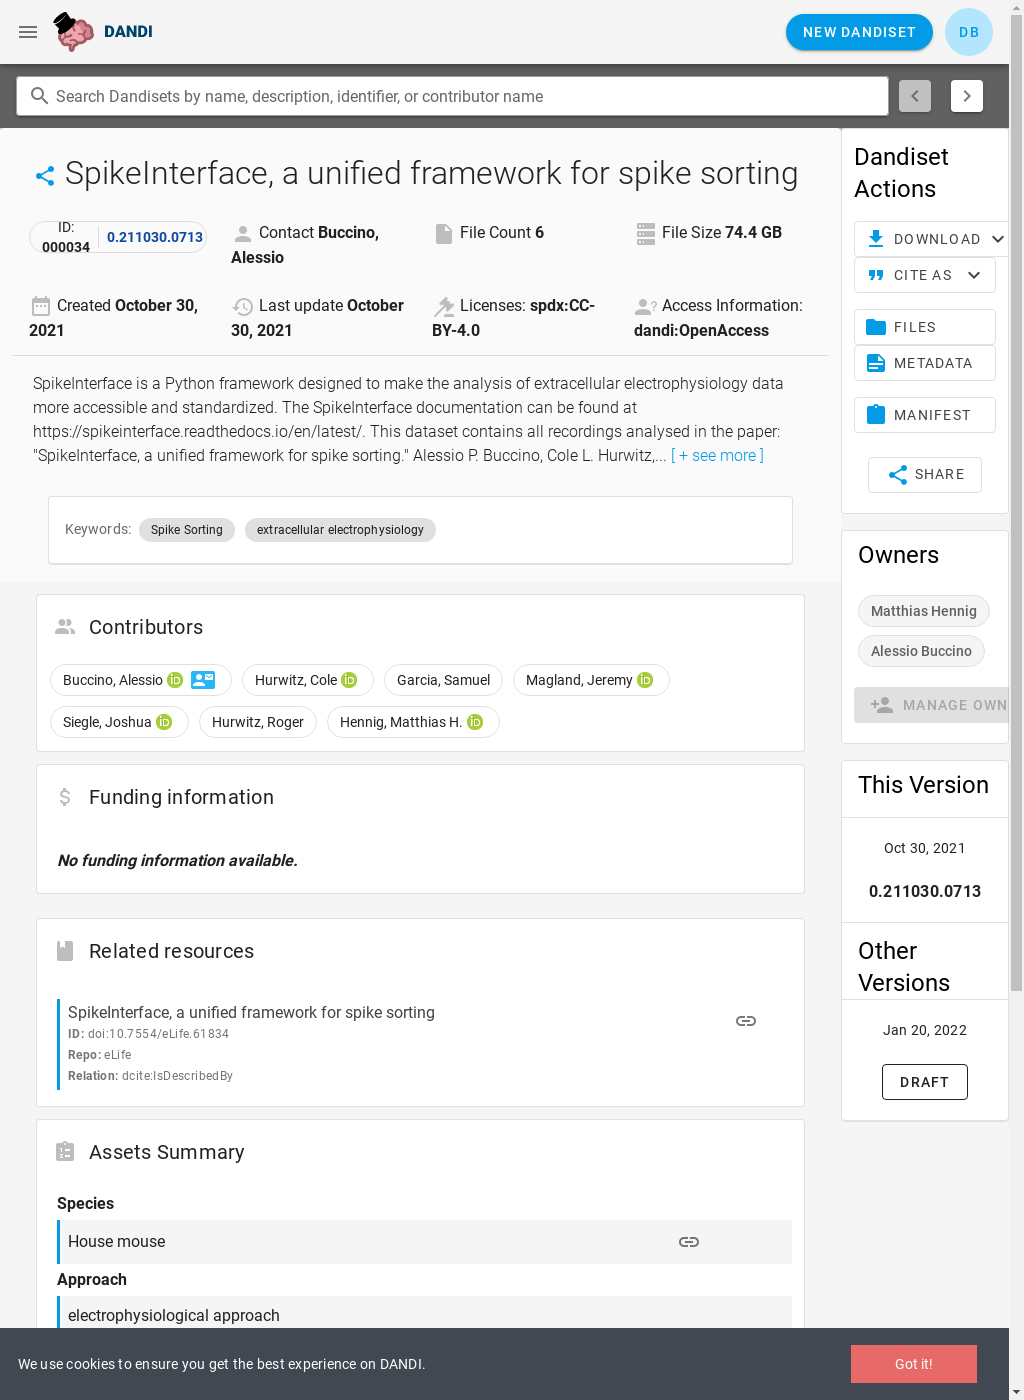 DANDI
NEW DANDISET
DB
Search Dandisets by name, description, identifier, or contributor name
SpikeInterface, a unified framework for spike sorting
ID:
000034
0.211030.0713
Contact Buccino,
Alessio
File Count 6
File Size 74.4 GB
Created October 30,
2021
Last update October
30, 2021
Licenses: spdx:CC-
BY-4.0
Access Information:
dandi:OpenAccess
SpikeInterface is a Python framework designed to make the analysis of extracellular electrophysiology data
more accessible and standardized. The SpikeInterface documentation can be found at
https://spikeinterface.readthedocs.io/en/latest/. This dataset contains all recordings analysed in the paper:
"SpikeInterface, a unified framework for spike sorting." Alessio P. Buccino, Cole L. Hurwitz,... [ + see more ]
Keywords: Spike Sorting extracellular electrophysiology
Contributors
Buccino, Alessio iD Hurwitz, Cole iD Garcia, Samuel Magland, Jeremy iD
Siegle, Joshua iD Hurwitz, Roger Hennig, Matthias H. iD
Funding information
No funding information available.
Related resources
SpikeInterface, a unified framework for spike sorting
ID: doi:10.7554/eLife.61834
Repo: eLife
Relation: dcite:IsDescribedBy
Assets Summary
Species
House mouse
Approach
electrophysiological approach
Dandiset
Actions
DOWNLOAD
CITE AS
FILES
METADATA
MANIFEST
SHARE
Owners
Matthias Hennig
Alessio Buccino
MANAGE OWN
This Version
Oct 30, 2021
0.211030.0713
Other
Versions
Jan 20, 2022
DRAFT
We use cookies to ensure you get the best experience on DANDI.
Got it!